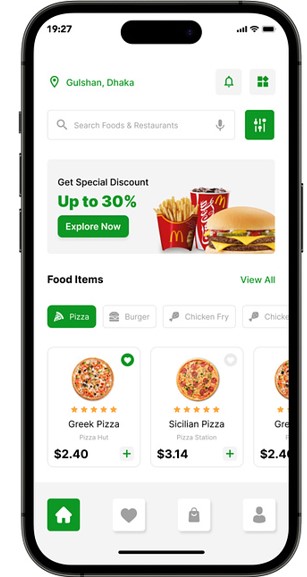 19:27
Gulshan, Dhaka
Search Foods & Restaurants
Get Special Discount
Up to 30%
Explore Now
Food Items
View All
Pizza
Burger
Chicken Fry
Chicke
Greek Pizza
Pizza Hut
$2.40
Sicilian Pizza
Pizza Station
$3.14
Gre
$2.4